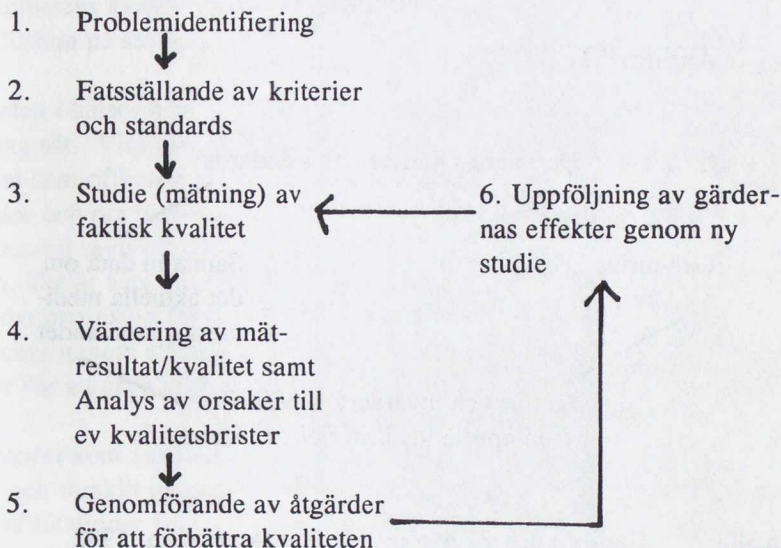 1. Problemidentifiering
2. Fatsställande av kriterier
och standards
3. Studie (mätning) av
faktisk kvalitet
6. Uppföljning av gärder-
nas effekter genom ny
studie
4. Värdering av mät-
resultat/kvalitet samt
Analys av orsaker till
ev kvalitetsbrister
5. Genomförande av åtgärder
för att förbättra kvaliteten